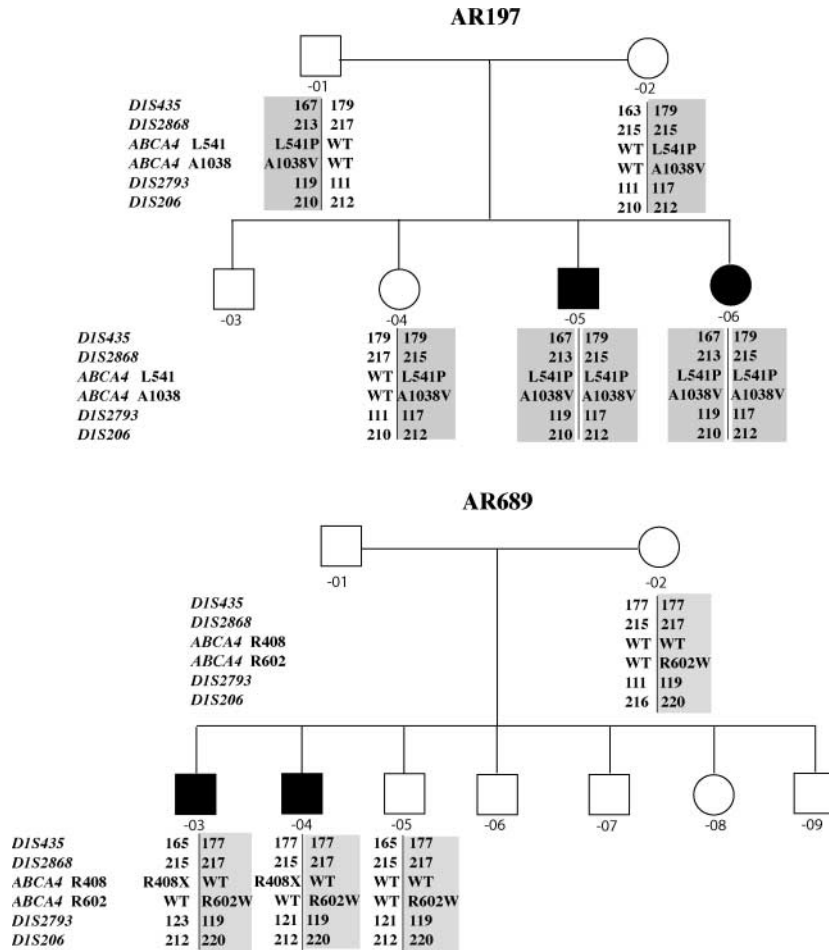 AR197
-01 -02
D1S435 167 179 163 179
D1S2868 213 217 215 215
ABCA4 L541 L541P WT WT L541P
ABCA4 A1038 A1038V WT WT A1038V
D1S2793 119 111 111 117
D1S206 210 212 210 212
-03 -04 -05 -06
D1S435 179 179 167 179 167 179
D1S2868 217 215 213 215 213 215
ABCA4 L541 WT L541P L541P L541P L541P L541P
ABCA4 A1038 WT A1038V A1038V A1038V A1038V A1038V
D1S2793 111 117 119 117 119 117
D1S206 210 212 210 212 210 212
AR689
-01 -02
D1S435 177 177
D1S2868 215 217
ABCA4 R408 WT WT
ABCA4 R602 WT R602W
D1S2793 111 119
D1S206 216 220
-03 -04 -05 -06 -07 -08 -09
D1S435 165 177 177 177 165 177
D1S2868 215 217 215 217 215 217
ABCA4 R408 R408X WT R408X WT WT WT
ABCA4 R602 WT R602W WT R602W WT R602W
D1S2793 123 119 121 119 121 119
D1S206 212 220 212 220 212 220